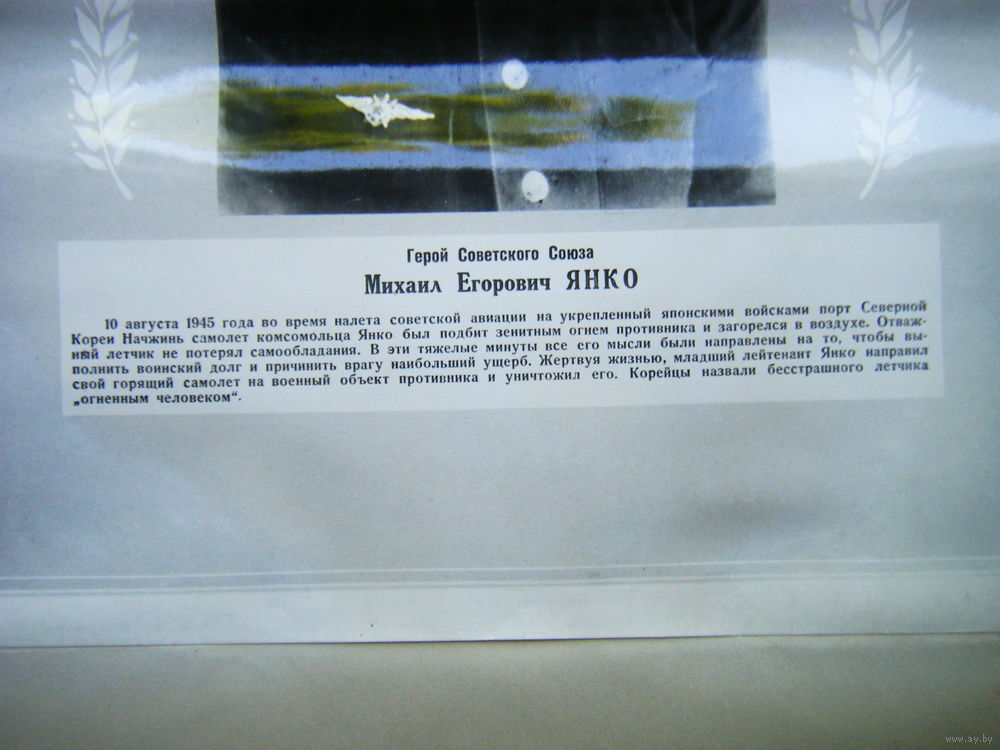 Герой Советского Союза
Михаил Егорович ЯНКО
10 августа 1945 года во время налета советской авиации на укрепленный японскими войсками порт Северной
Кореи Начжинь самолет комсомольца Янко был подбит зенитным огнем противника и загорелся в воздухе. Отваж-
ный летчик не потерял самообладания. В эти тяжелые минуты все его мысли были направлены на то, чтобы вы-
полнить воинский долг и причинить врагу наибольший ущерб. Жертвуя жизнью, младший лейтенант Янко направил
свой горящий самолет на военный объект противника и уничтожил его. Корейцы назвали бесстрашного летчика
„огненным человеком“.
www.ay.by